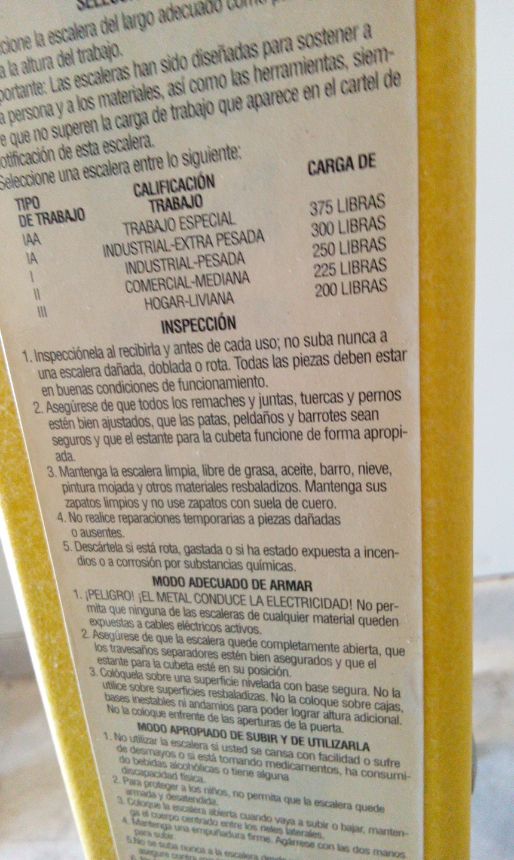 cione la escalera del largo adecuado
a la altura del trabajo.
portante: Las escaleras han sido diseñadas para sostener a
a persona y a los materiales, así como las herramientas, siem-
e que no superen la carga de trabajo que aparece en el cartel de
otificación de esta escalera.
Seleccione una escalera entre lo siguiente:
TIPO DE TRABAJO CALIFICACIÓN TRABAJO CARGA DE
IAA TRABAJO ESPECIAL 375 LIBRAS
IA INDUSTRIAL-EXTRA PESADA 300 LIBRAS
I INDUSTRIAL-PESADA 250 LIBRAS
II COMERCIAL-MEDIANA 225 LIBRAS
III HOGAR-LIVIANA 200 LIBRAS
INSPECCIÓN
1. Inspecciónela al recibirla y antes de cada uso; no suba nunca a
una escalera dañada, doblada o rota. Todas las piezas deben estar
en buenas condiciones de funcionamiento.
2. Asegúrese de que todos los remaches y juntas, tuercas y pernos
estén bien ajustados, que las patas, peldaños y barrotes sean
seguros y que el estante para la cubeta funcione de forma apropi-
ada.
3. Mantenga la escalera limpia, libre de grasa, aceite, barro, nieve,
pintura mojada y otros materiales resbaladizos. Mantenga sus
zapatos limpios y no use zapatos con suela de cuero.
4. No realice reparaciones temporarias a piezas dañadas
o ausentes.
5. Descártela si está rota, gastada o si ha estado expuesta a incen-
dios o a corrosión por substancias químicas.
MODO ADECUADO DE ARMAR
1. ¡PELIGRO! ¡EL METAL CONDUCE LA ELECTRICIDAD! No per-
mita que ninguna de las escaleras de cualquier material queden
expuestas a cables eléctricos activos.
2. Asegúrese de que la escalera quede completamente abierta, que
los travesaños separadores estén bien asegurados y que el
estante para la cubeta esté en su posición.
3. Colóquela sobre una superficie nivelada con base segura. No la
utilice sobre superficies resbaladizas. No la coloque sobre cajas,
bases inestables ni andamios para poder lograr altura adicional.
No la coloque enfrente de las aperturas de la puerta.
MODO APROPIADO DE SUBIR Y DE UTILIZARLA
1. No utilizar la escalera si usted se cansa con facilidad o sufre
de desmayos o si está tomando medicamentos, ha consumi-
do bebidas alcohólicas o tiene alguna
discapacidad física.
2. Para proteger a los niños, no permita que la escalera quede
armada y desatendida.
3. Coloque la escalera abierta cuando vaya a subir o bajar, manten-
ga el cuerpo centrado entre los rieles laterales.
4. Mantenga una empuñadura firme. Agárrese con las dos manos
para subir.
5. No se suba nunca a la escalera